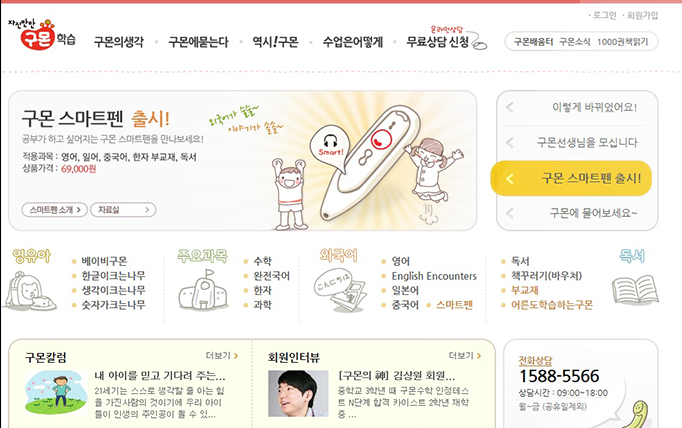 · 로그인 · 회원가입
자신만만
구몬학습
구몬의생각 · 구몬에묻는다 · 역시!구몬 · 수업은어떻게 · 무료상담 신청
온라인상담
구몬배움터 구몬소식 1000권책읽기
구몬 스마트펜 출시!
공부가 하고 싶어지는 구몬 스마트펜을 만나보세요!
적용과목 : 영어, 일어, 중국어, 한자 부교재, 독서
상품가격 : 69,000원
스마트펜 소개 >
자료실 >
외국어가 술술~
이야기가 술술~
Smart!
이렇게 바뀌었어요!
구몬선생님을 모십니다
구몬 스마트펜 출시!
구몬에 물어보세요~
영유아
베이비구몬
한글이크는나무
생각이크는나무
숫자가크는나무
주요과목
수학
완전국어
한자
과학
외국어
こんにちは
영어
English Encounters
일본어
중국어 스마트펜
독서
책꾸러기(바우처)
부교재
어른도학습하는구몬
독서
구몬칼럼 더보기 >
내 아이를 믿고 기다려 주는...
21세기는 스스로 생각할 줄 아는 힘
을 가진사람의 것이기에 우리 아이
들이 인생의 주인공이 될 수 있...
회원인터뷰 더보기 >
[구몬의 神] 김상원 회원...
중학교 3학년 때 구몬수학 인정테스
트 N단계 합격 카이스트 2학년 재학
중 ...
전화상담
1588-5566
상담시간 : 09:00~18:00
월~금 (공휴일제외)